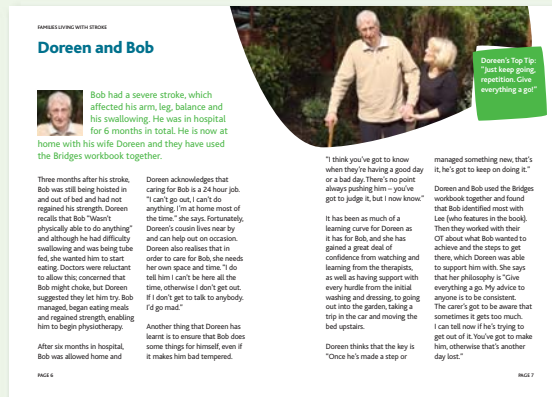 FAMILIES LIVING WITH STROKE
Doreen and Bob
Bob had a severe stroke, which
affected his arm, leg, balance and
his swallowing. He was in hospital
for 6 months in total. He is now at
home with his wife Doreen and they have used
the Bridges workbook together.
Three months after his stroke,
Bob was still being hoisted in
and out of bed and had not
regained his strength. Doreen
recalls that Bob "Wasn't
physically able to do anything"
and although he had difficulty
swallowing and was being tube
fed, she wanted him to start
eating. Doctors were reluctant
to allow this; concerned that
Bob might choke, but Doreen
suggested they let him try. Bob
managed, began eating meals
and regained strength, enabling
him to begin physiotherapy.
After six months in hospital,
Bob was allowed home and
Doreen acknowledges that
caring for Bob is a 24 hour job.
"I can't go out, I can't do
anything, I'm at home most of
the time." she says. Fortunately,
Doreen's cousin lives near by
and can help out on occasion.
Doreen also realises that in
order to care for Bob, she needs
her own space and time. "I do
tell him I can't be here all the
time, otherwise I don't get out.
If I don't get to talk to anybody.
I'd go mad."
Another thing that Doreen has
learnt is to ensure that Bob does
some things for himself, even if
it makes him bad tempered.
PAGE 6
Doreen's Top Tip:
"Just keep going,
repetition. Give
everything a go!"
"I think you've got to know
when they're having a good day
or a bad day. There's no point
always pushing him – you've
got to judge it, but I now know."
It has been as much of a
learning curve for Doreen as
it has for Bob, and she has
gained a great deal of
confidence from watching and
learning from the therapists,
as well as having support with
every hurdle from the initial
washing and dressing, to going
out into the garden, taking a
trip in the car and moving the
bed upstairs.
Doreen thinks that the key is
"Once he's made a step or
managed something new, that's
it, he's got to keep on doing it."
Doreen and Bob used the Bridges
workbook together and found
that Bob identified most with
Lee (who features in the book).
Then they worked with their
OT about what Bob wanted to
achieve and the steps to get
there, which Doreen was able
to support him with. She says
that her philosophy is "Give
everything a go. My advice to
anyone is to be consistent.
The carer's got to be aware that
sometimes it gets too much.
I can tell now if he's trying to
get out of it. You've got to make
him, otherwise that's another
day lost."
PAGE 7